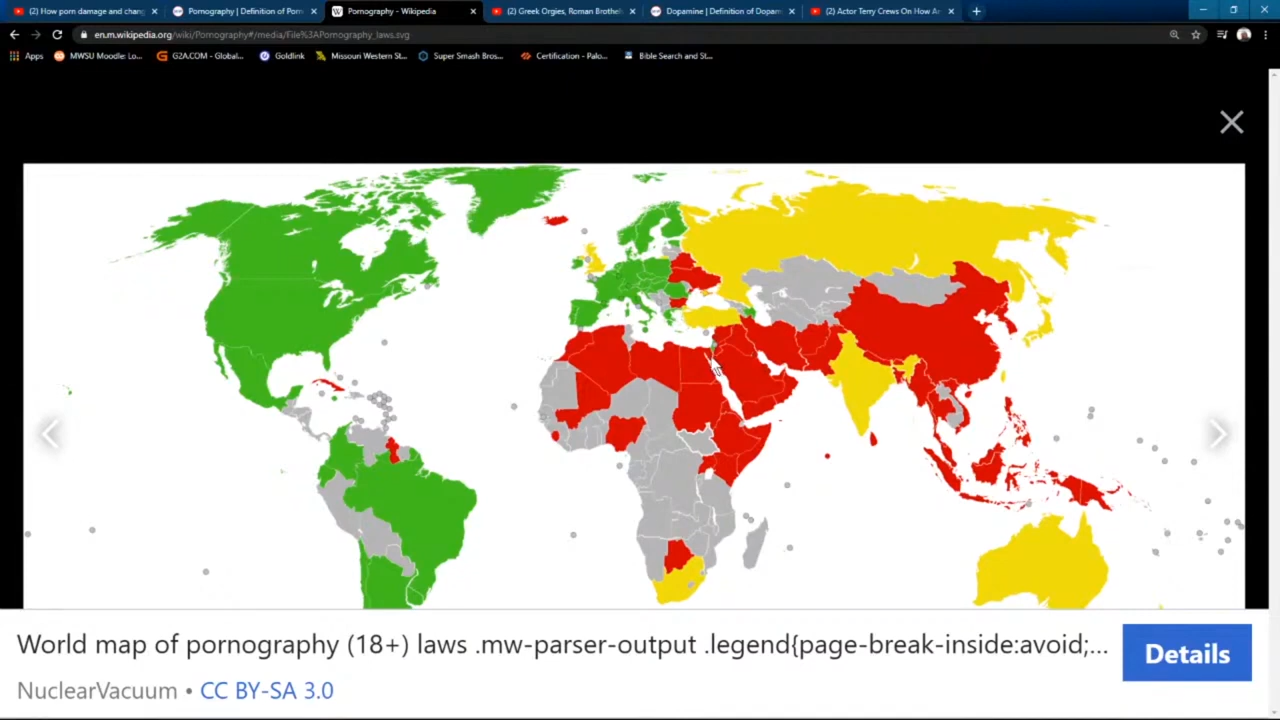 (2) How porn damage and chang
Pornography | Definition of Porn
Pornography - Wikipedia
(2) Greek Orgies, Roman Brothel
Dopamine | Definition of Dopam
(2) Actor Terry Crews On How A
en.m.wikipedia.org/wiki/Pornography#/media/File%3APornography_laws.svg
Apps
MWSU Moodle: Lo...
G2A.COM - Global...
Goldlink
Missouri Western St...
Super Smash Bros...
Certification - Palo...
Bible Search and St...
World map of pornography (18+) laws .mw-parser-output .legend{page-break-inside:avoid;...
Details
NuclearVacuum • CC BY-SA 3.0